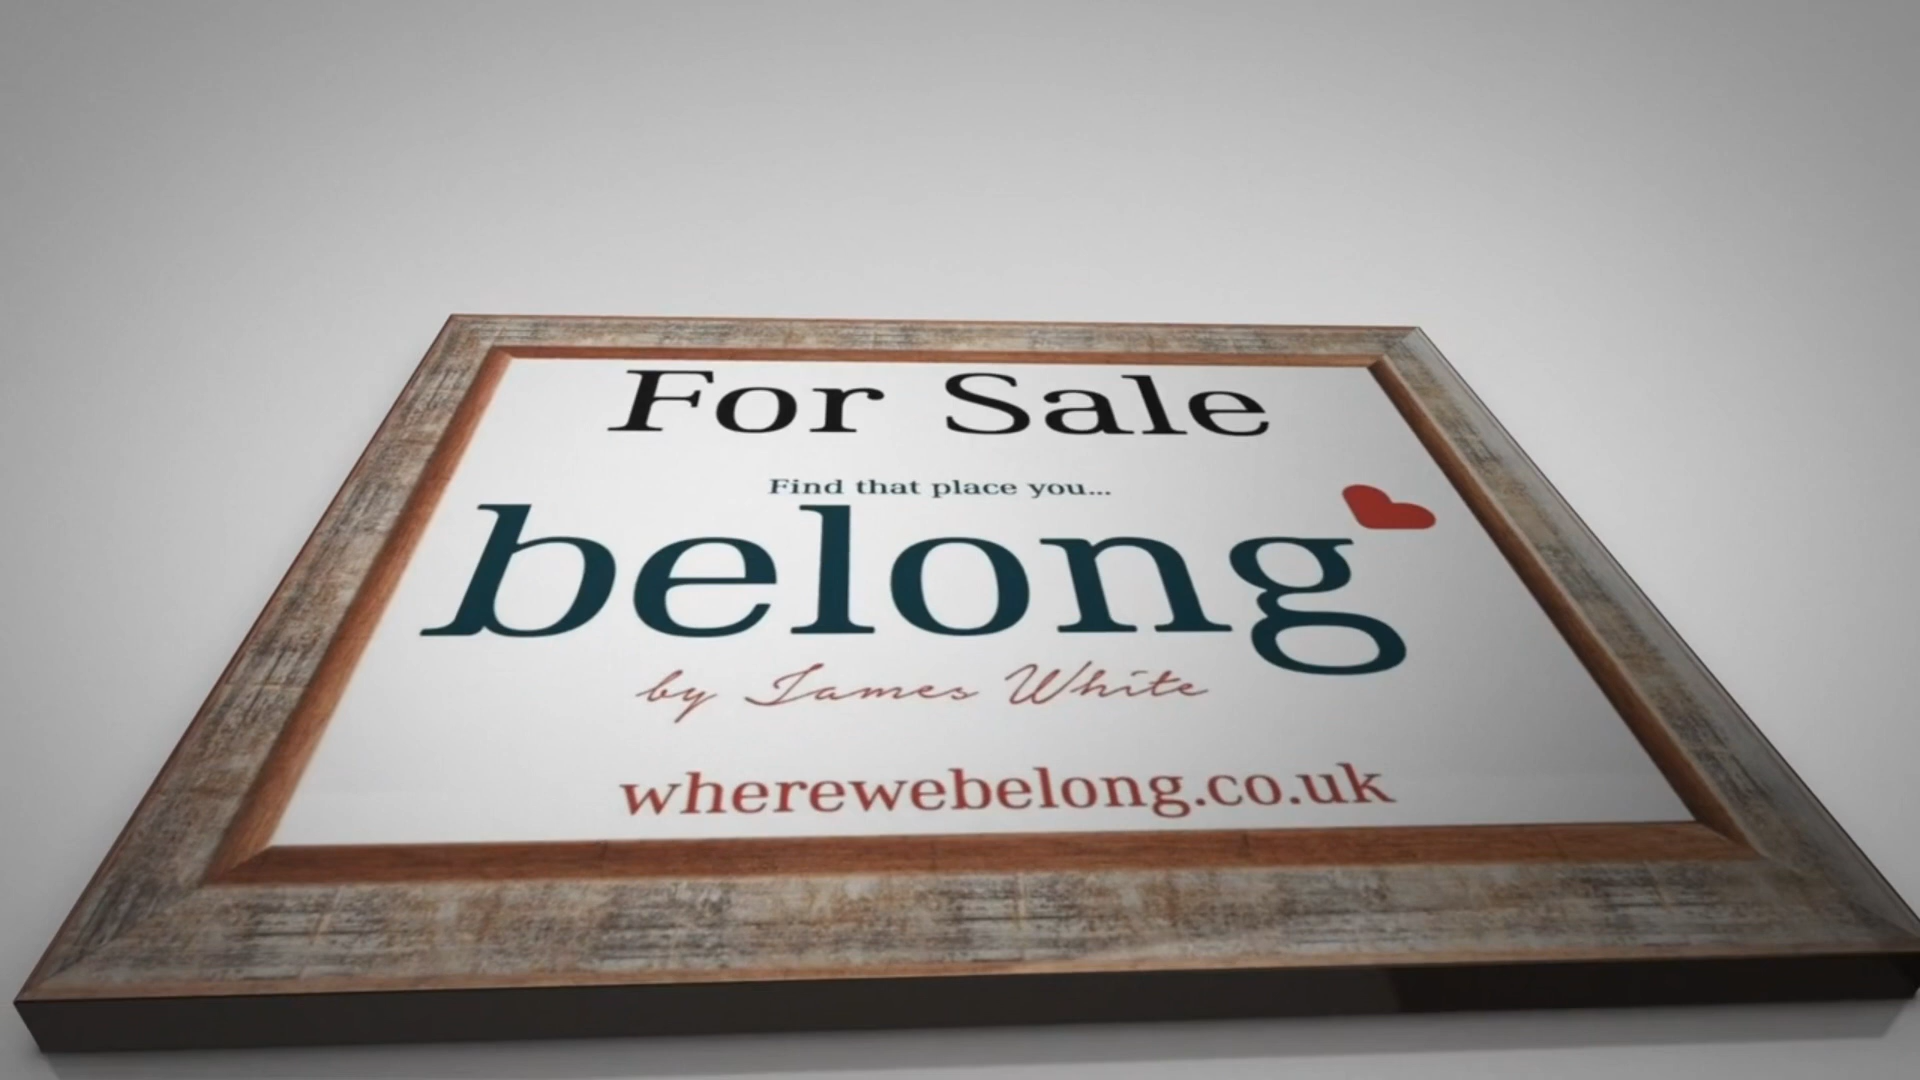 For Sale
Find that place you...
belong
by James White
wherewebelong.co.uk